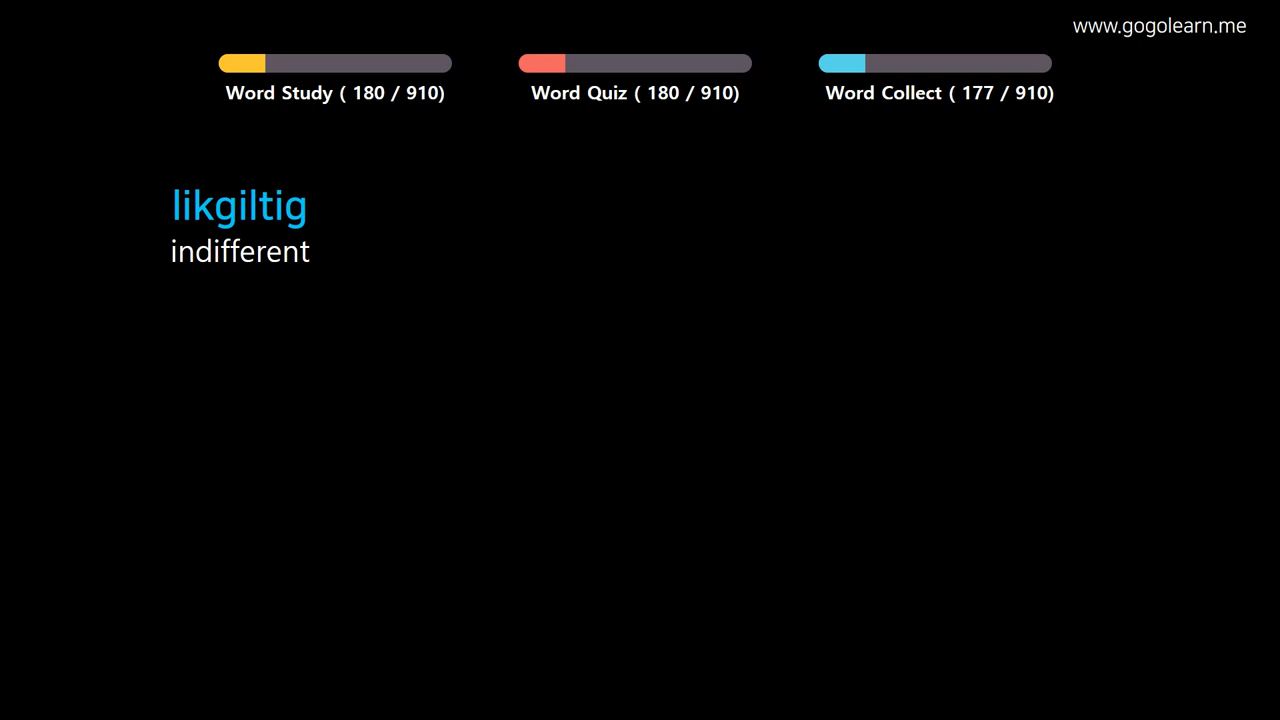 www.gogolearn.me
Word Study ( 180 / 910)
Word Quiz ( 180 / 910)
Word Collect ( 177 / 910)
likgiltig
indifferent